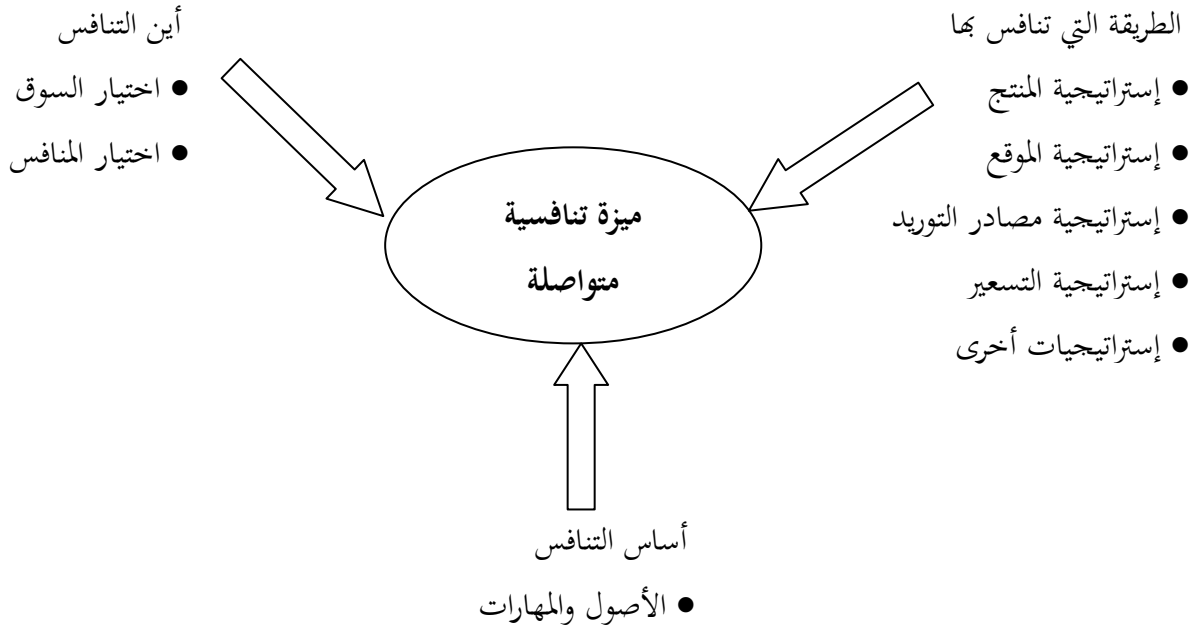 الطريقة التي تنافس بها
● إستراتيجية المنتج
● إستراتيجية الموقع
● إستراتيجية مصادر التوريد
● إستراتيجية التسعير
● إستراتيجيات أخرى
أين التنافس
● اختيار السوق
● اختيار المنافس
ميزة تنافسية
متواصلة
أساس التنافس
● الأصول والمهارات